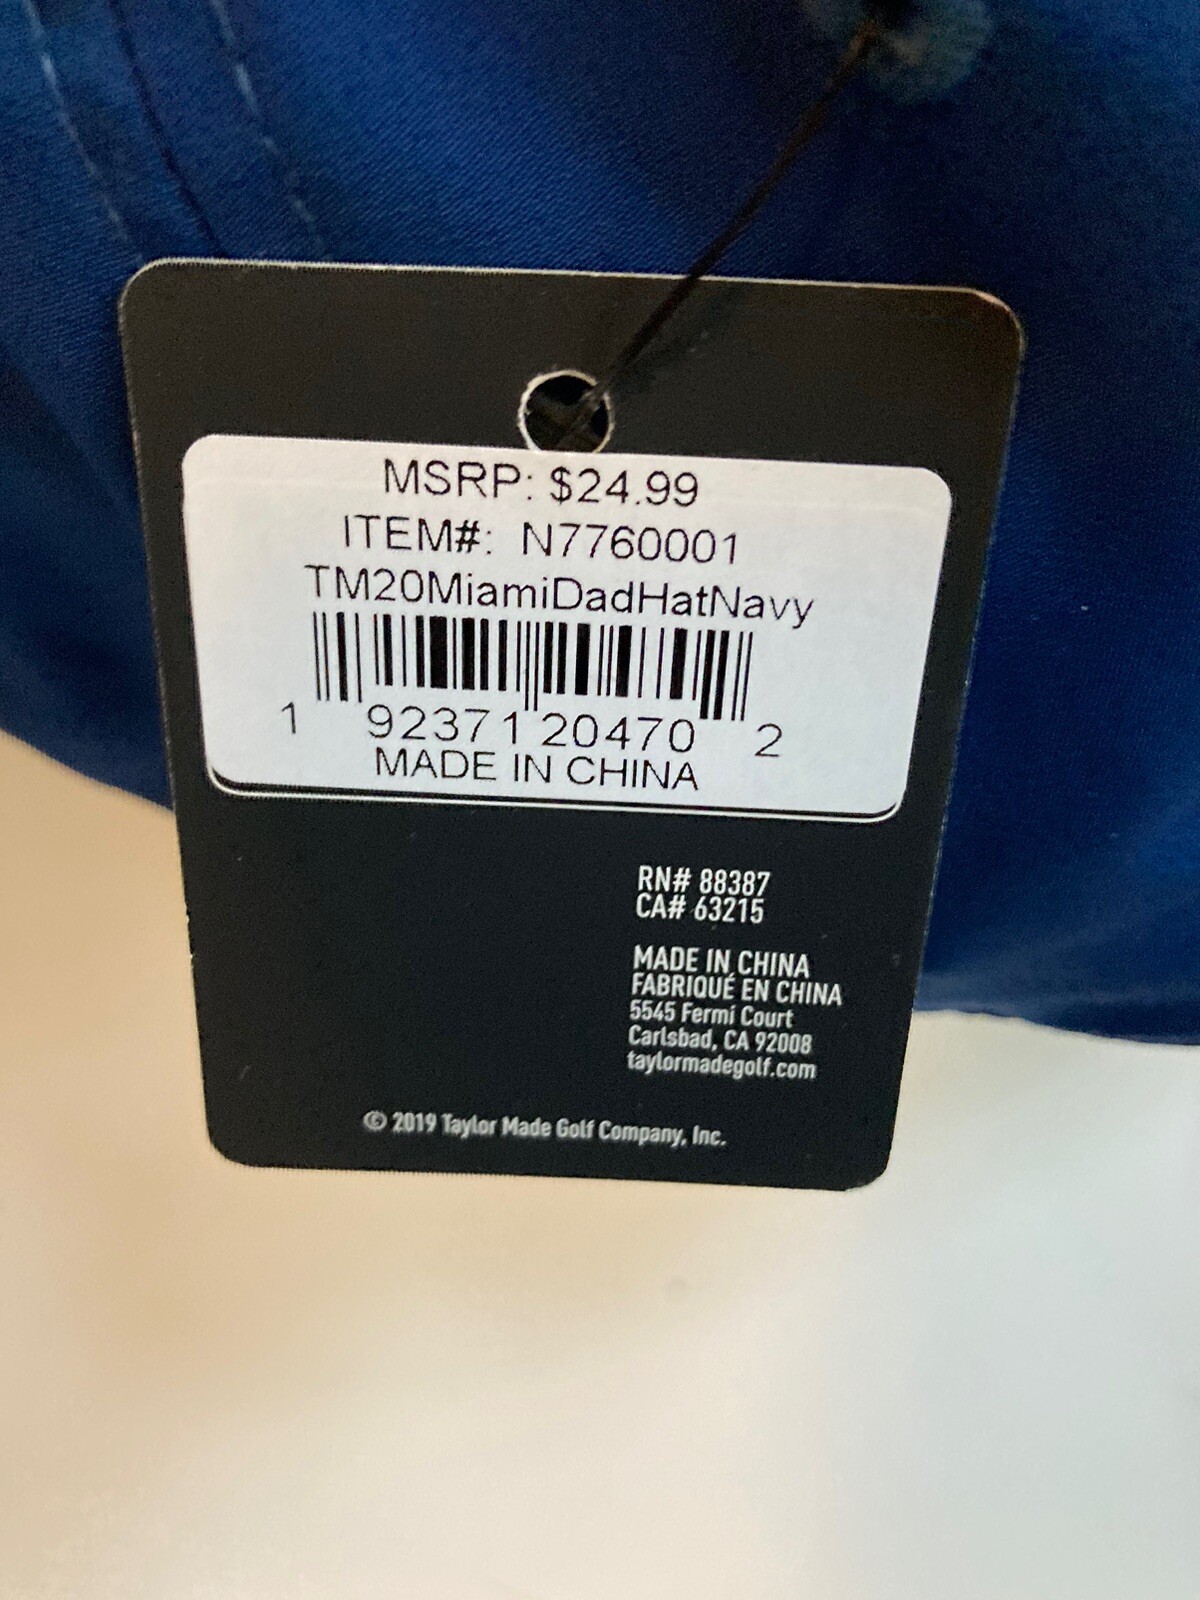 MSRP: $24.99
ITEM#: N7760001
TM20MiamiDadHatNavy
1 92371 20470 2
MADE IN CHINA
RN# 88387
CA# 63215
MADE IN CHINA
FABRIQUÉ EN CHINA
5545 Fermi Court
Carlsbad, CA 92008
taylormadegolf.com
© 2019 Taylor Made Golf Company, Inc.